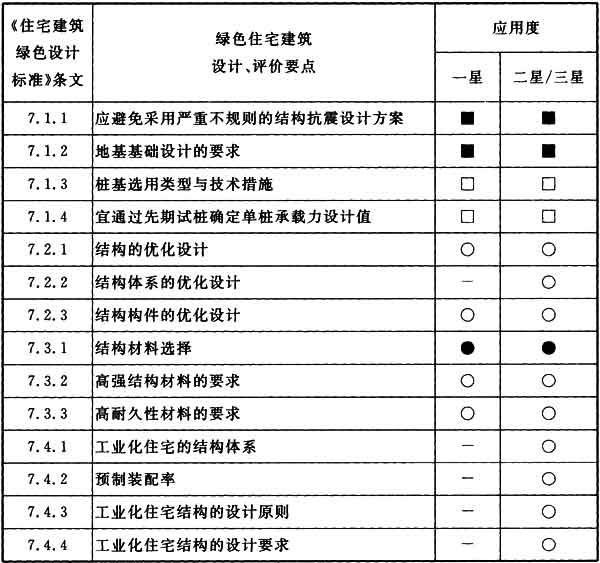 《住宅建筑
绿色设计
标准》条文
绿色住宅建筑
设计、评价要点
应用度
一星 二星/三星
7.1.1 应避免采用严重不规则的结构抗震设计方案 ■ ■
7.1.2 地基基础设计的要求 ■ ■
7.1.3 桩基选用类型与技术措施 □ □
7.1.4 宜通过先期试桩确定单桩承载力设计值 □ □
7.2.1 结构的优化设计 ○ ○
7.2.2 结构体系的优化设计 — ○
7.2.3 结构构件的优化设计 ○ ○
7.3.1 结构材料选择 ● ●
7.3.2 高强结构材料的要求 ○ ○
7.3.3 高耐久性材料的要求 ○ ○
7.4.1 工业化住宅的结构体系 — ○
7.4.2 预制装配率 — ○
7.4.3 工业化住宅结构的设计原则 — ○
7.4.4 工业化住宅结构的设计要求 — ○